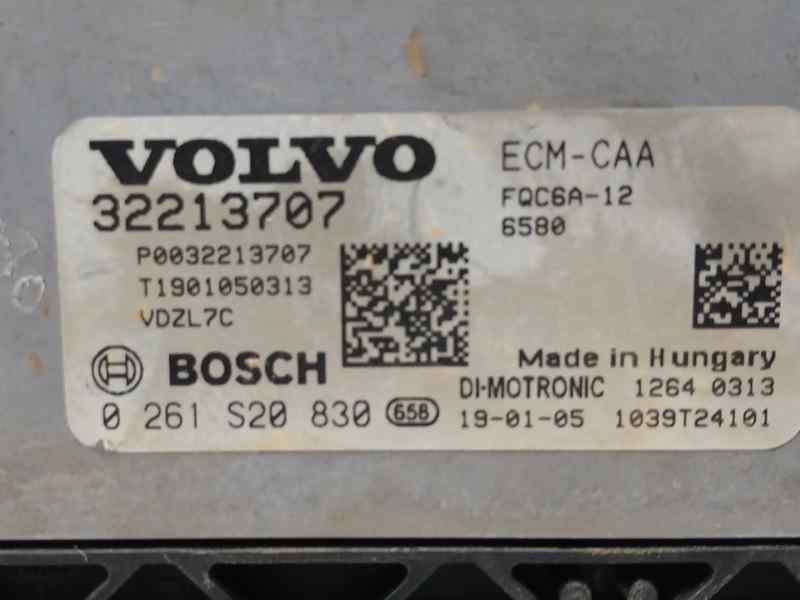 VOLVO
32213707
P0032213707
T1901050313
VDZL7C
BOSCH
0 261 S20 830 658
ECM-CAA
FQC6A-12
6580
Made in Hungary
DI-MOTRONIC 1264 0313
19-01-05 1039T24101